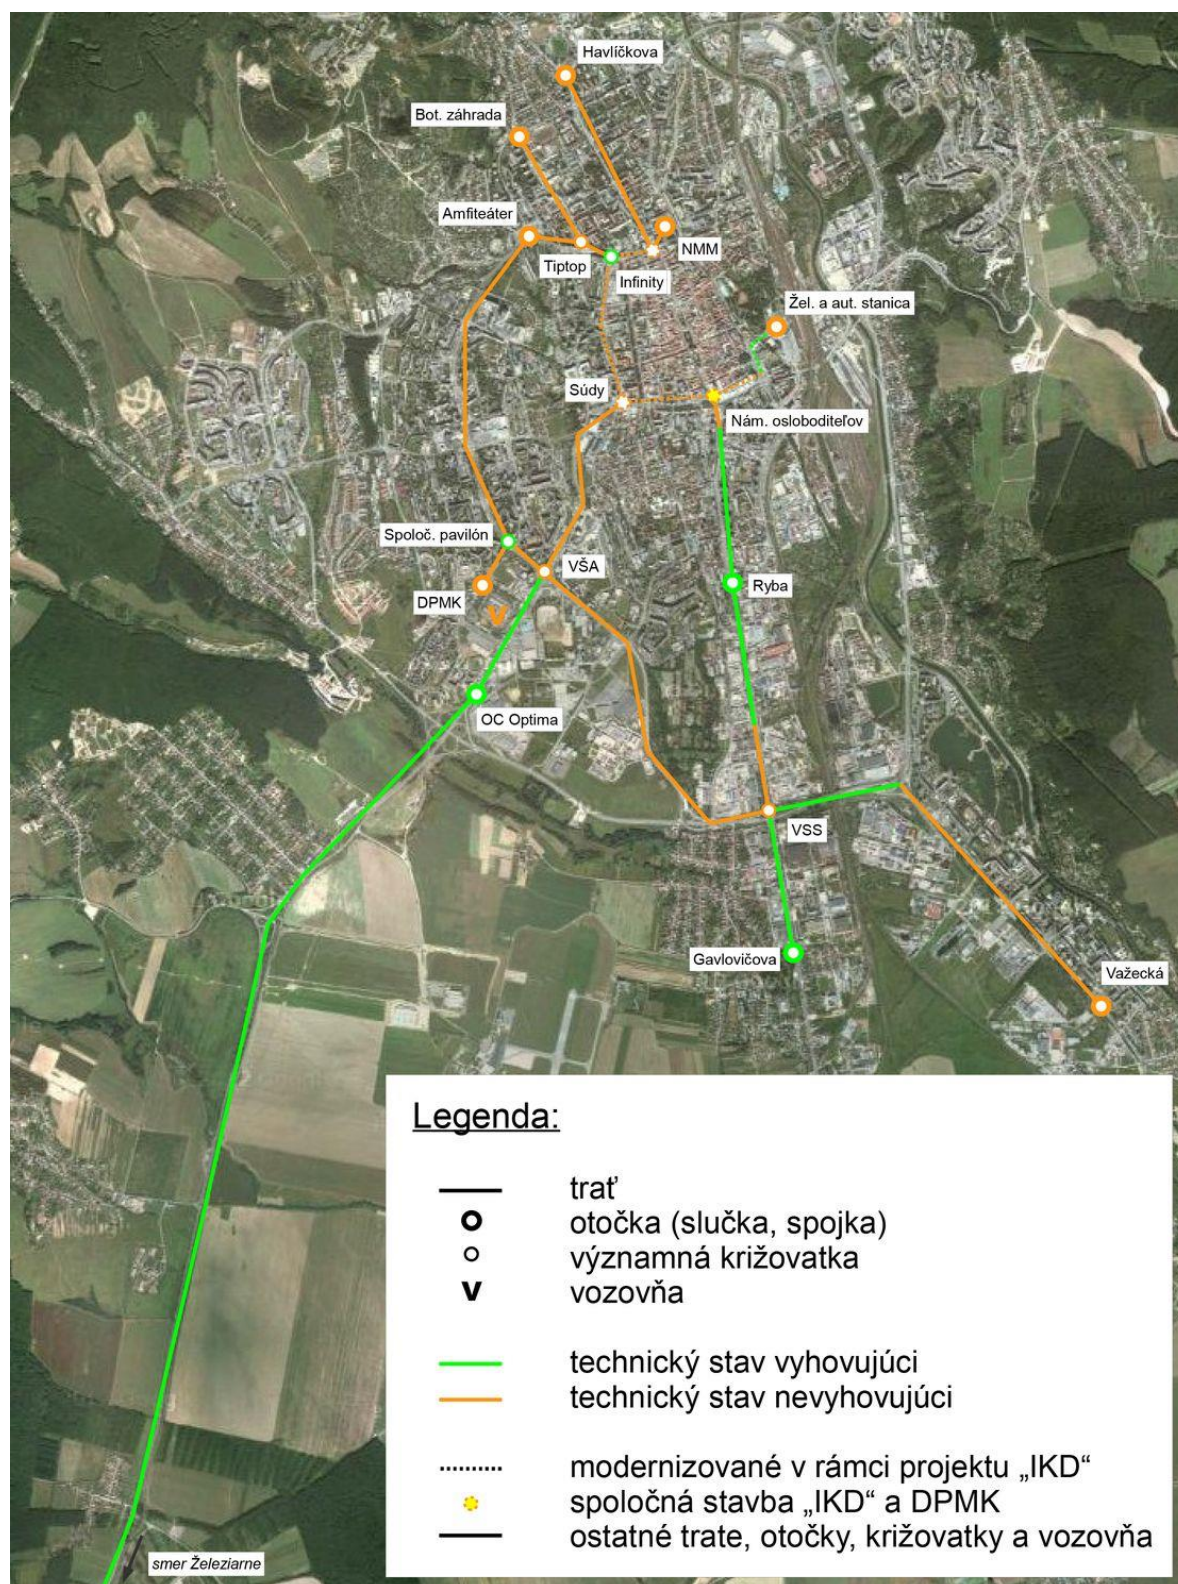 Havlíčkova
Bot. záhrada
Amfiteáter
NMM
Tiptop
Infinity
Žel. a aut. stanica
Súdy
Nám. osloboditeľov
Spoloč. pavilón
VŠA
DPMK
V
Ryba
OC Optima
VSS
Gavlovičova
Važecká
Legenda:
trať
otočka (slučka, spojka)
významná križovatka
V vozovňa
technický stav vyhovujúci
technický stav nevyhovujúci
modernizované v rámci projektu „IKD“
spoločná stavba „IKD“ a DPMK
ostatné trate, otočky, križovatky a vozovňa
smer Železiarne